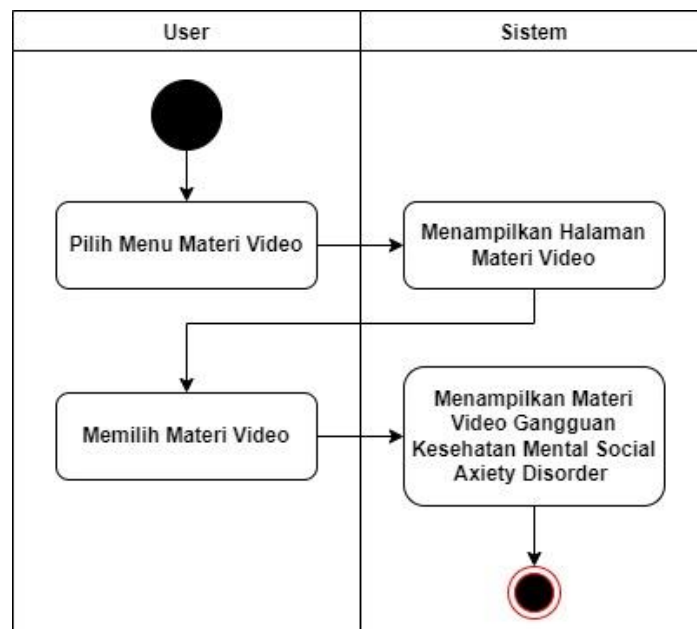 User
Sistem
Pilih Menu Materi Video
Menampilkan Halaman
Materi Video
Memilih Materi Video
Menampilkan Materi
Video Gangguan
Kesehatan Mental Social
Axiety Disorder